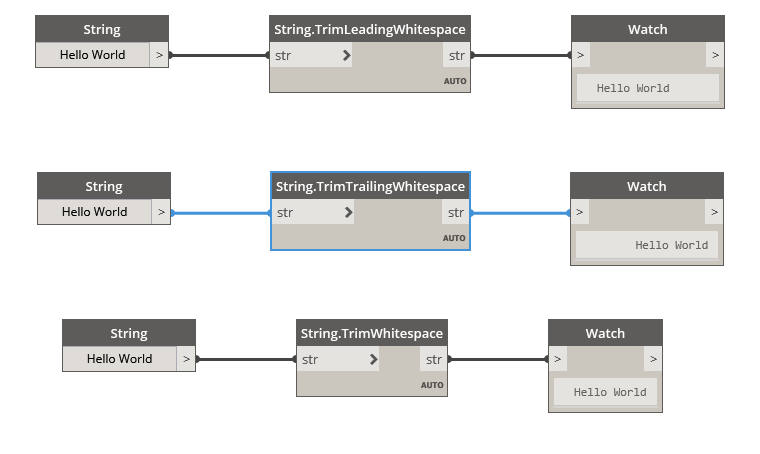 String
String.TrimLeadingWhitespace
Watch
Hello World >
str > str
> >
AUTO
Hello World
String
String.TrimTrailingWhitespace
Watch
Hello World >
str > str
> >
AUTO
Hello World
String
String.TrimWhitespace
Watch
Hello World >
str > str
> >
AUTO
Hello World